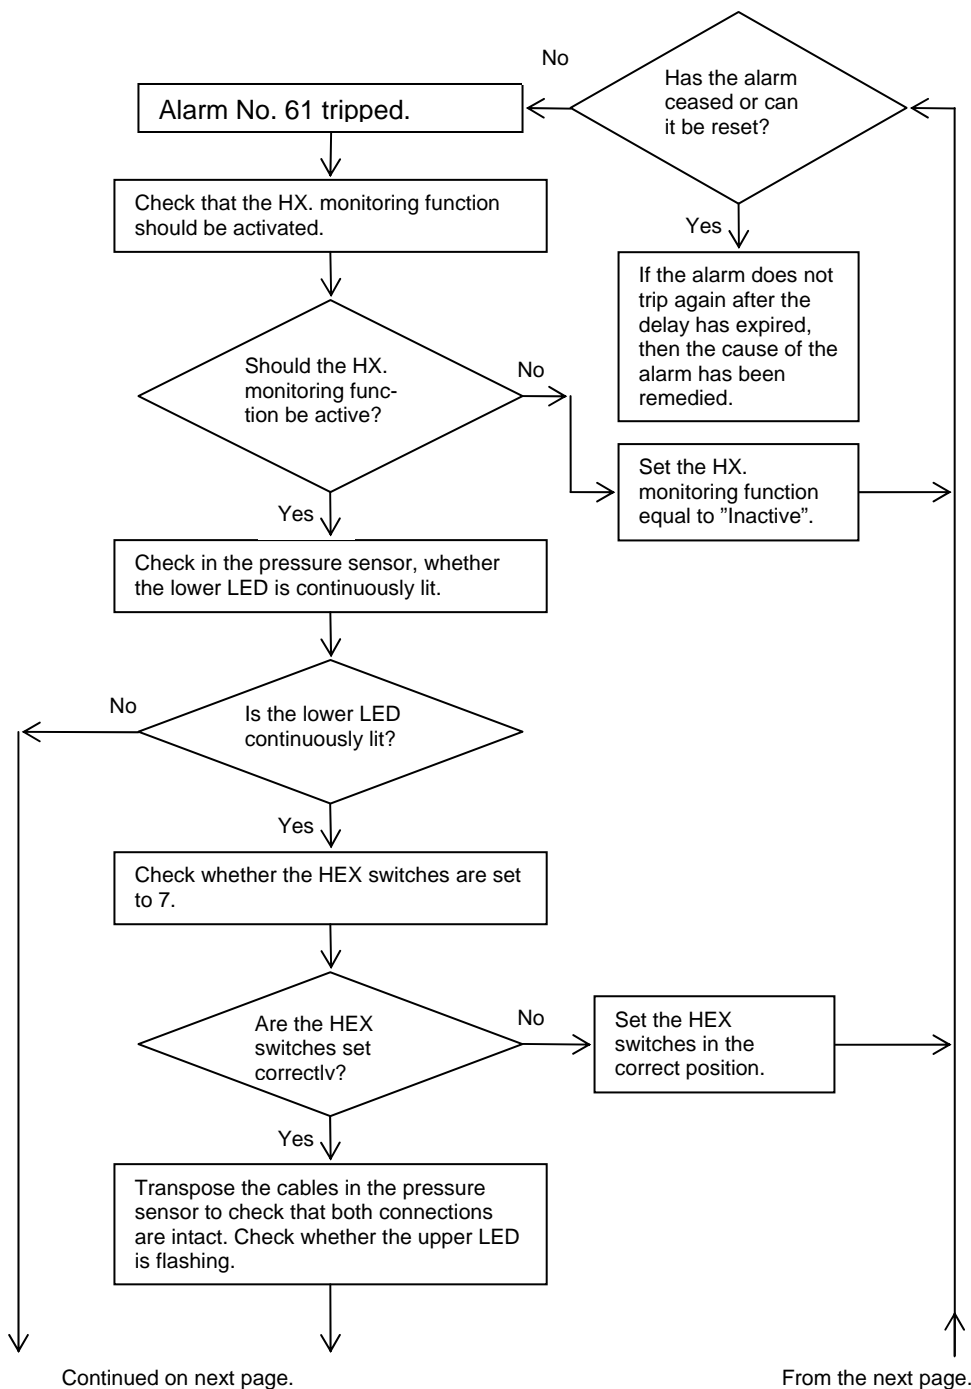 No
Has the alarm
ceased or can
it be reset?
Alarm No. 61 tripped.
Check that the HX. monitoring function
should be activated.
Yes
If the alarm does not
trip again after the
delay has expired,
then the cause of the
alarm has been
remedied.
Should the HX.
monitoring func-
tion be active?
No
Set the HX.
monitoring function
equal to ”Inactive”.
Yes
Check in the pressure sensor, whether
the lower LED is continuously lit.
No
Is the lower LED
continuously lit?
Yes
Check whether the HEX switches are set
to 7.
Are the HEX
switches set
correctly?
No
Set the HEX
switches in the
correct position.
Yes
Transpose the cables in the pressure
sensor to check that both connections
are intact. Check whether the upper LED
is flashing.
Continued on next page.
From the next page.